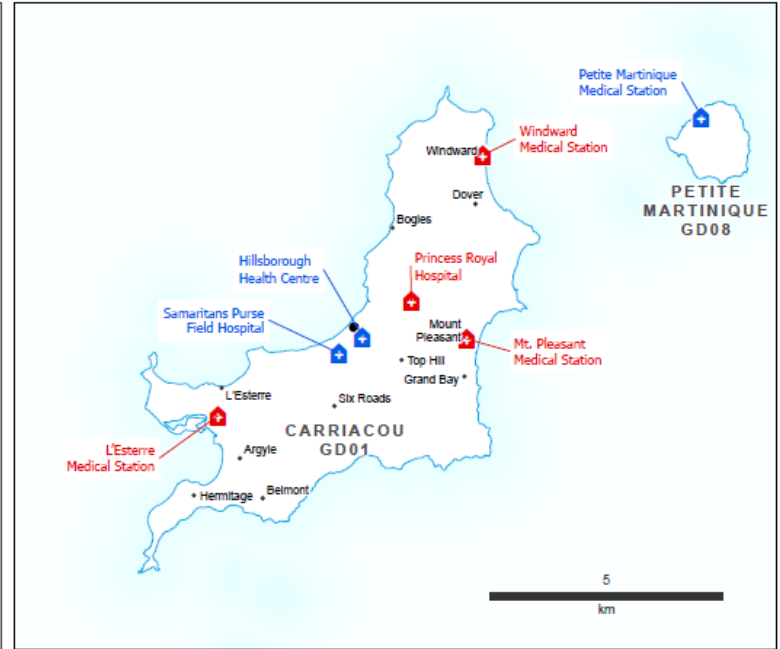 Petite Martinique
Medical Station
Windward
Medical Station
Windward
Dover
PETITE
MARTINIQUE
GD08
Bogles
Hillsborough
Health Centre
Princess Royal
Hospital
Samaritans Purse
Field Hospital
Mount
Pleasant
Mt. Pleasant
Medical Station
Top Hill
Grand Bay
L'Esterre
Six Roads
CARRIACOU
GD01
L'Esterre
Medical Station
Argyle
Hermitage
Belmont
5
km